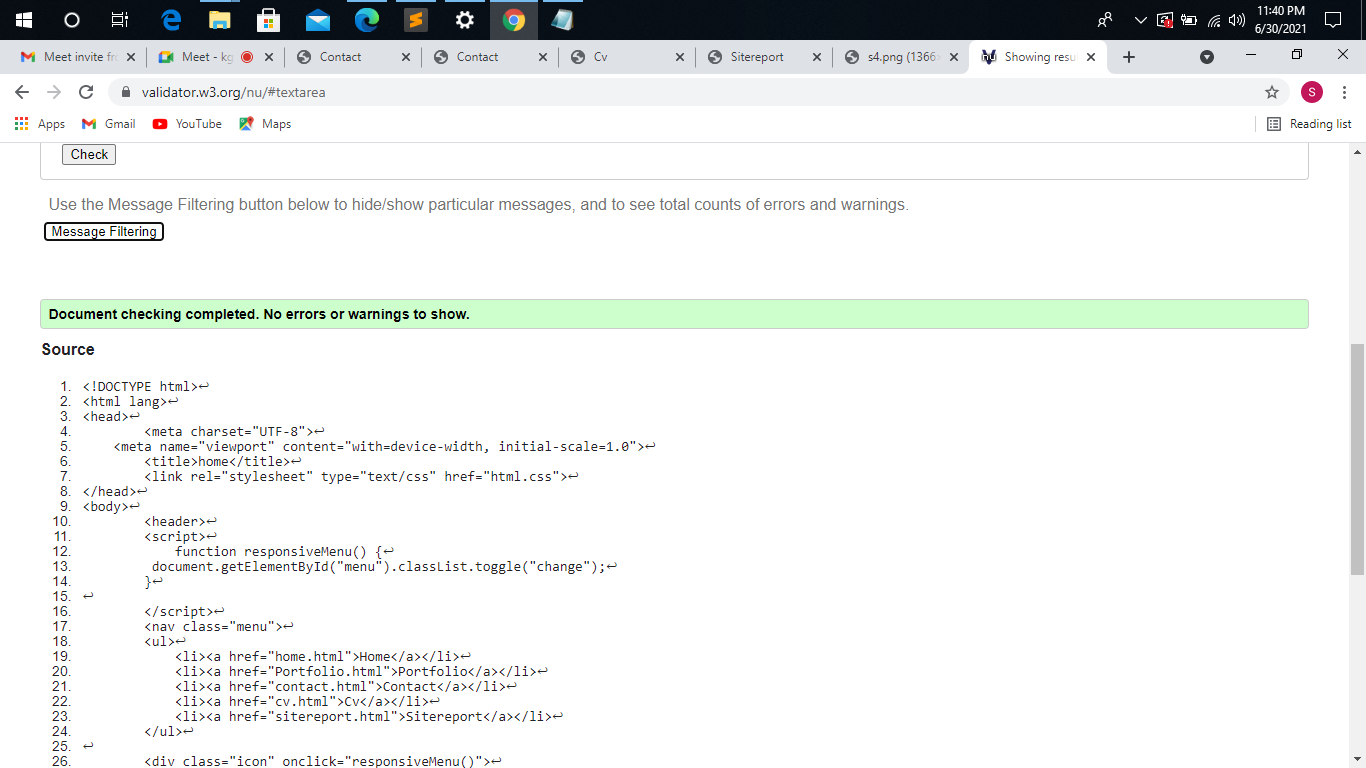 11:40 PM
6/30/2021
Meet invite fr
Meet - kg
Contact
Contact
Cv
Sitereport
s4.png (1366×
Showing resu
validator.w3.org/nu/#textarea
S
Apps
Gmail
YouTube
Maps
Reading list
Check
Use the Message Filtering button below to hide/show particular messages, and to see total counts of errors and warnings.
Message Filtering
Document checking completed. No errors or warnings to show.
Source
1. <!DOCTYPE html>↩
2. <html lang>↩
3. <head>↩
4. <meta charset="UTF-8">↩
5. <meta name="viewport" content="with=device-width, initial-scale=1.0">↩
6. <title>home</title>↩
7. <link rel="stylesheet" type="text/css" href="html.css">↩
8. </head>↩
9. <body>↩
10. <header>↩
11. <script>↩
12. function responsiveMenu() {↩
13. document.getElementById("menu").classList.toggle("change");↩
14. }↩
15. ↩
16. </script>↩
17. <nav class="menu">↩
18. <ul>↩
19. <li><a href="home.html">Home</a></li>↩
20. <li><a href="Portfolio.html">Portfolio</a></li>↩
21. <li><a href="contact.html">Contact</a></li>↩
22. <li><a href="cv.html">Cv</a></li>↩
23. <li><a href="sitereport.html">Sitereport</a></li>↩
24. </ul>↩
25. ↩
26. <div class="icon" onclick="responsiveMenu()">↩